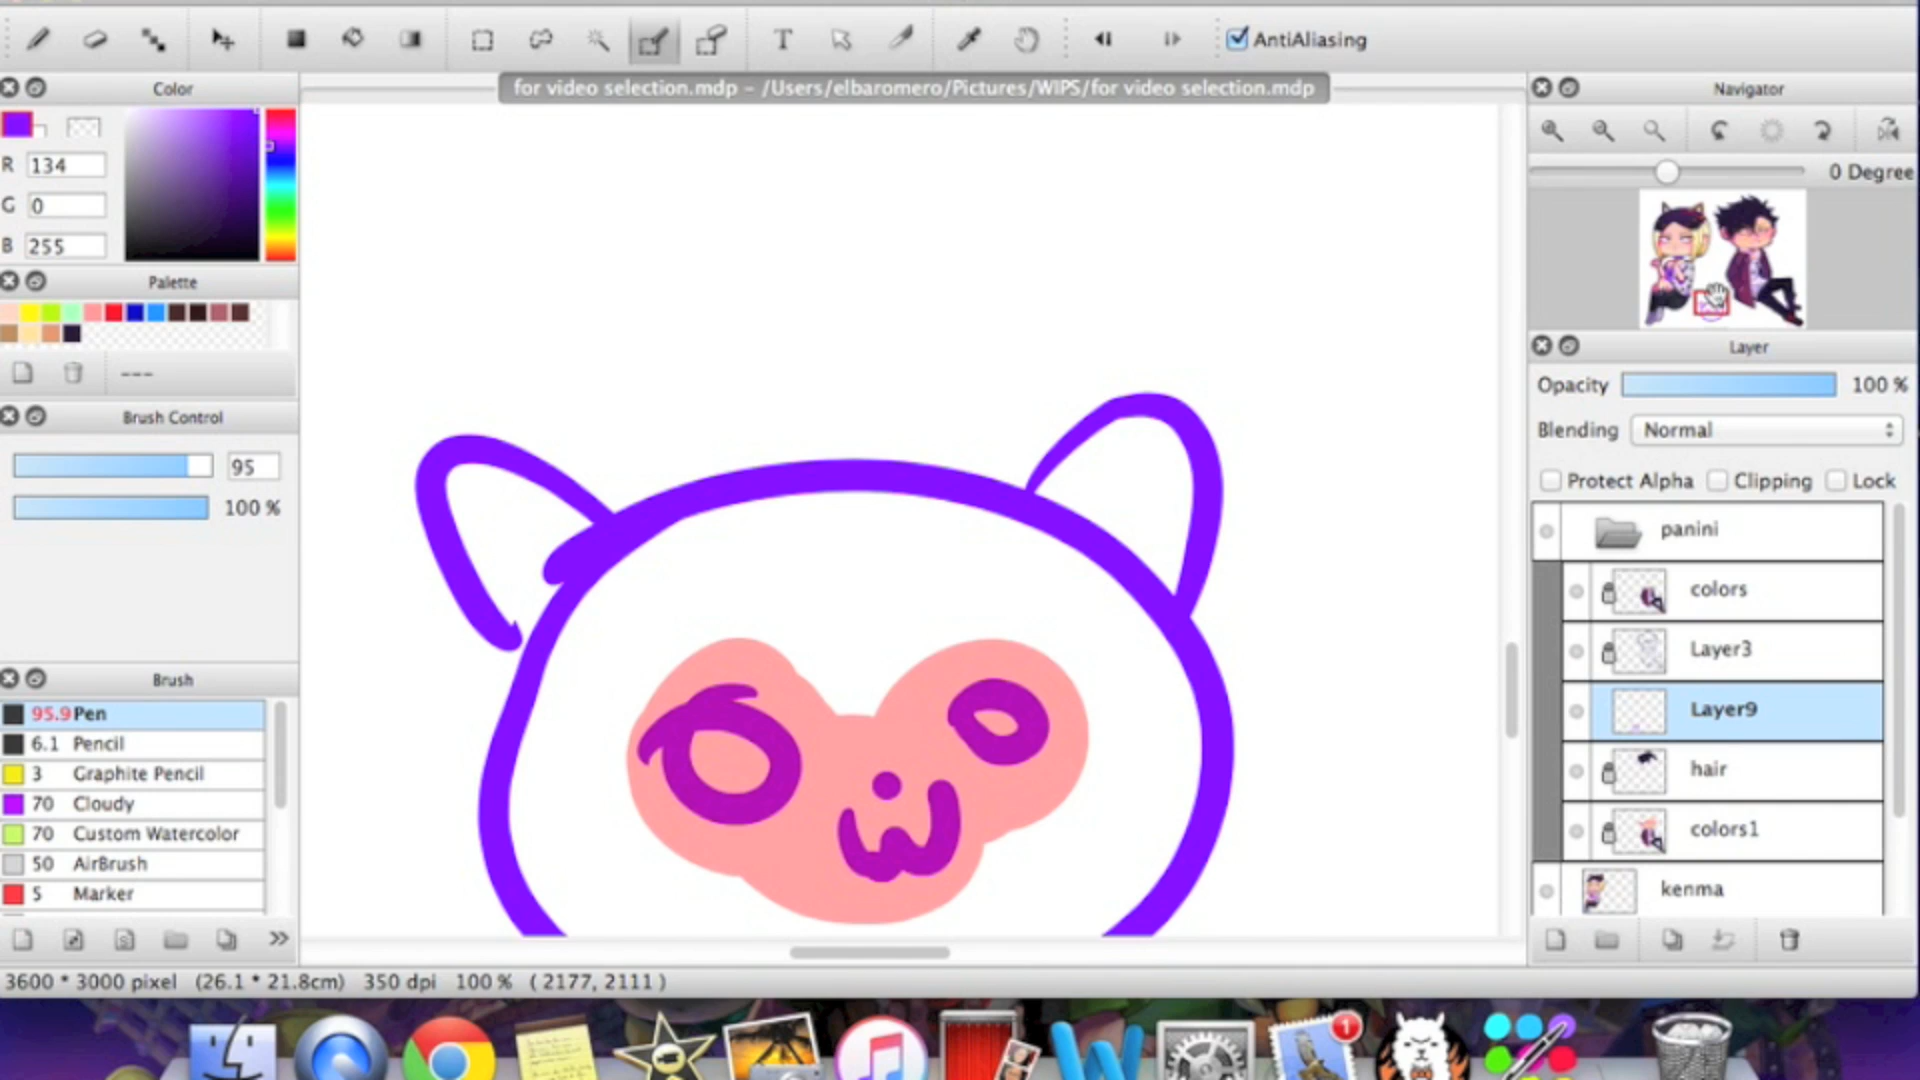 T
AntiAliasing
for video selection.mdp – /Users/elbaromero/Pictures/WIPS/for video selection.mdp
Color
R 134
G 0
B 255
Palette
---
Brush Control
95
100 %
Brush
95.9 Pen
6.1 Pencil
3 Graphite Pencil
70 Cloudy
70 Custom Watercolor
50 AirBrush
5 Marker
Navigator
0 Degree
Layer
Opacity 100 %
Blending Normal
Protect Alpha Clipping Lock
panini
colors
Layer3
Layer9
hair
colors1
kenma
3600 * 3000 pixel (26.1 * 21.8cm) 350 dpi 100 % ( 2177, 2111 )
1